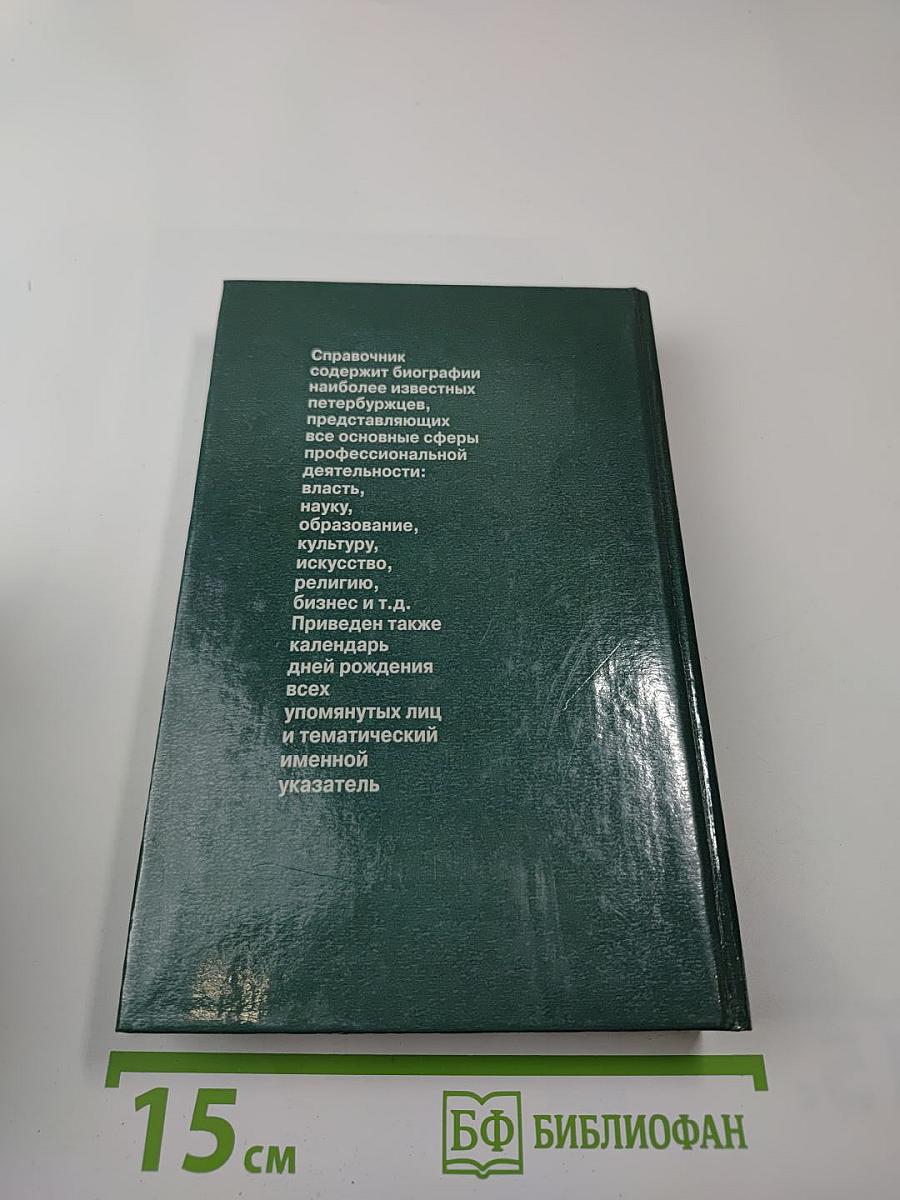 Справочник
содержит биографии
наиболее известных
петербуржцев,
представляющих
все основные сферы
профессиональной
деятельности:
власть,
науку,
образование,
культуру,
искусство,
религию,
бизнес и т.д.
Приведен также
календарь
дней рождения
всех
упомянутых лиц
и тематический
именной
указатель
15 см
БФ БИБЛИОФАН